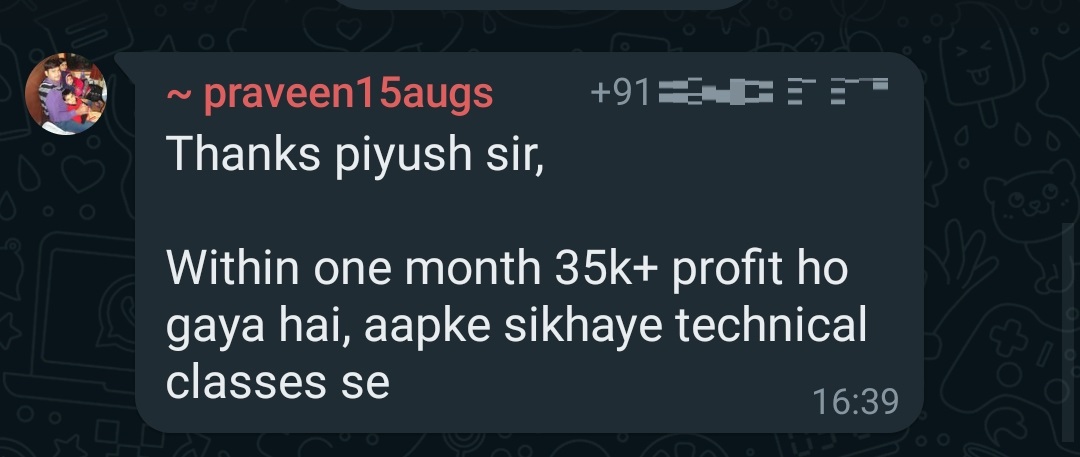 ~ praveen15augs +91
Thanks piyush sir,
Within one month 35k+ profit ho
gaya hai, aapke sikhaye technical
classes se
16:39